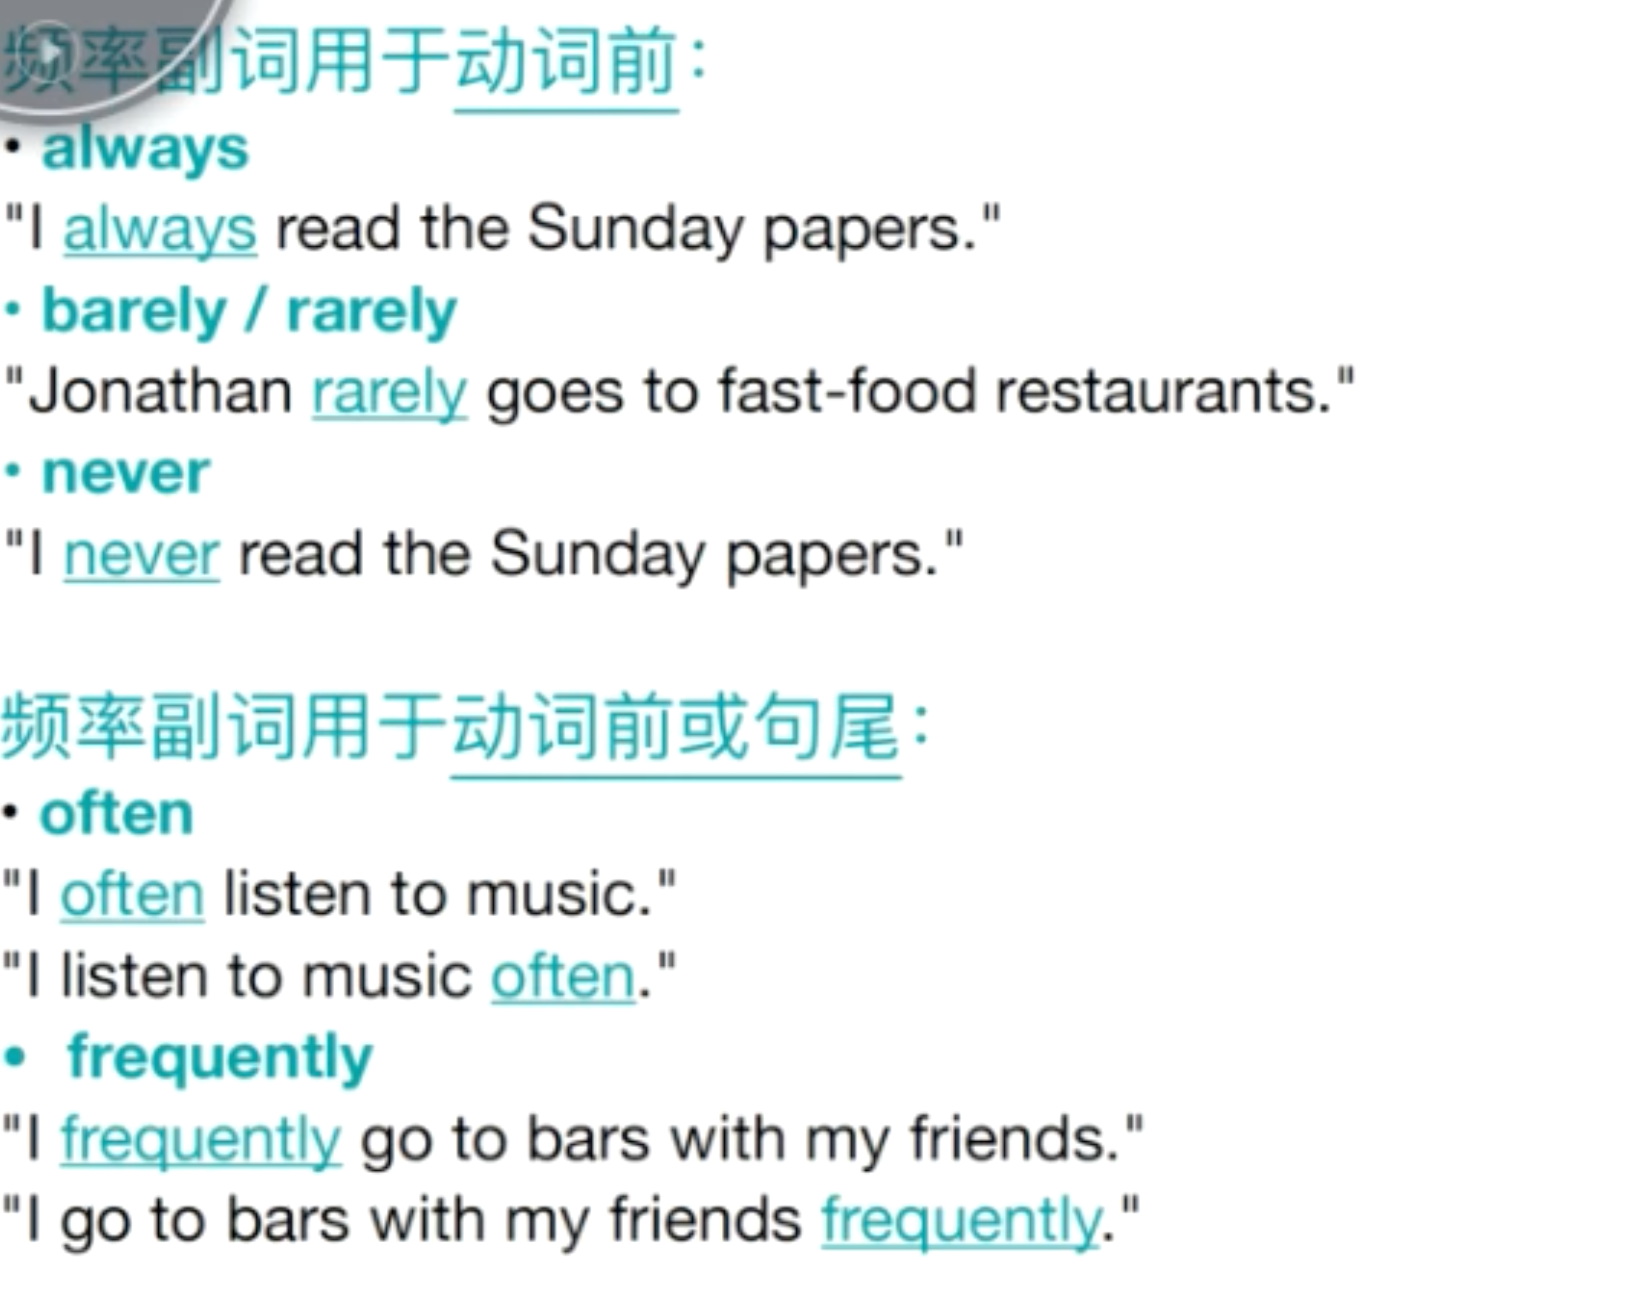 频率副词用于动词前：
• always
"I always read the Sunday papers."
• barely / rarely
"Jonathan rarely goes to fast-food restaurants."
• never
"I never read the Sunday papers."
频率副词用于动词前或句尾：
• often
"I often listen to music."
"I listen to music often."
• frequently
"I frequently go to bars with my friends."
"I go to bars with my friends frequently."